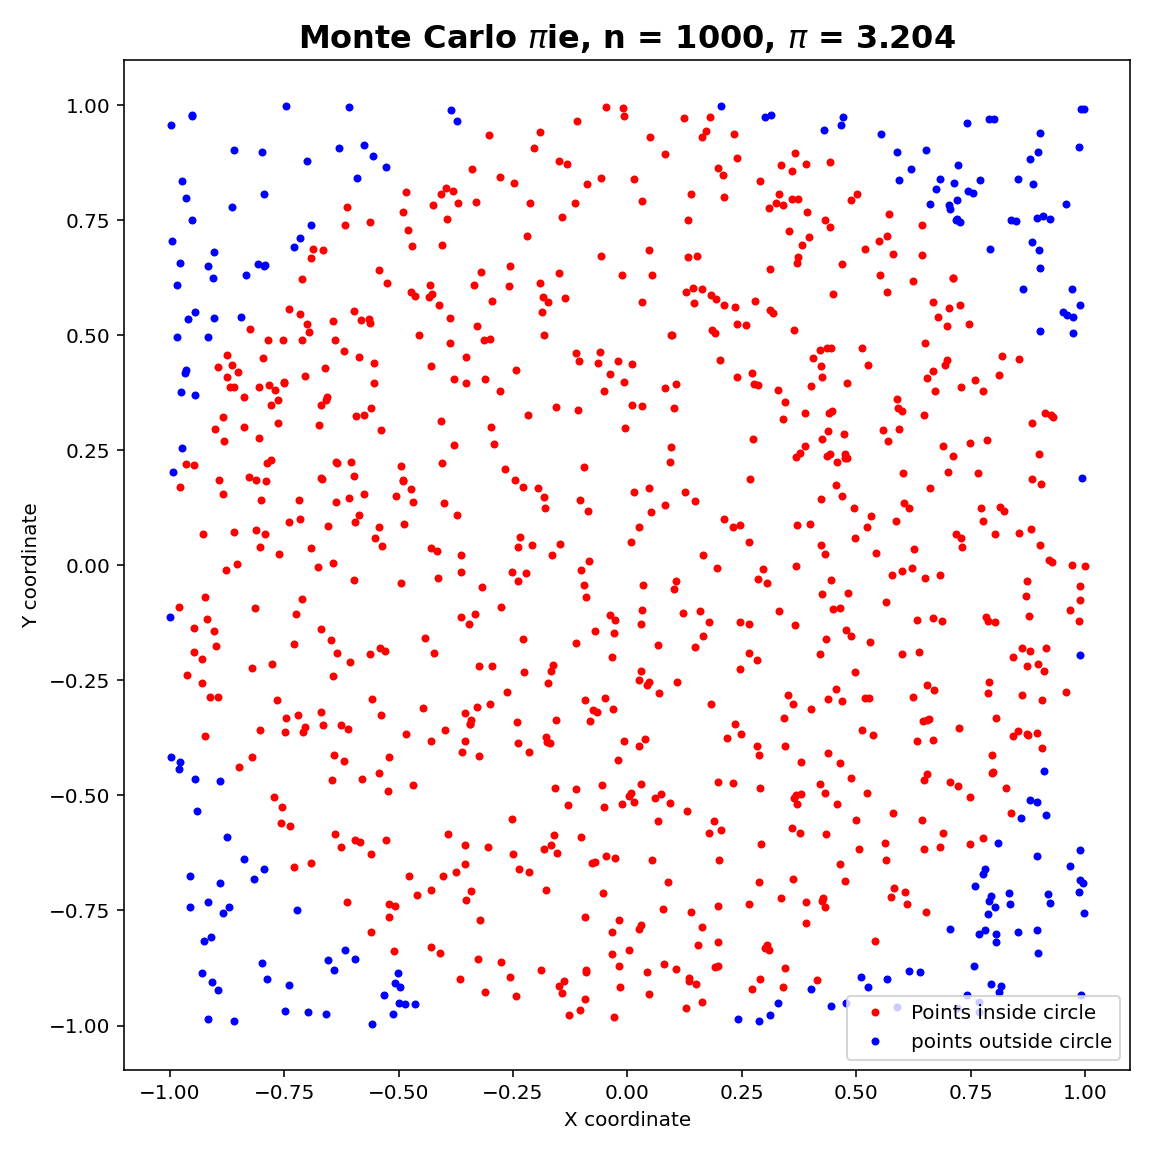 Monte Carlo πie, n = 1000, π = 3.204
1.00
0.75
0.50
0.25
0.00
−0.25
−0.50
−0.75
−1.00
Y coordinate
Points inside circle
points outside circle
−1.00 −0.75 −0.50 −0.25 0.00 0.25 0.50 0.75 1.00
X coordinate